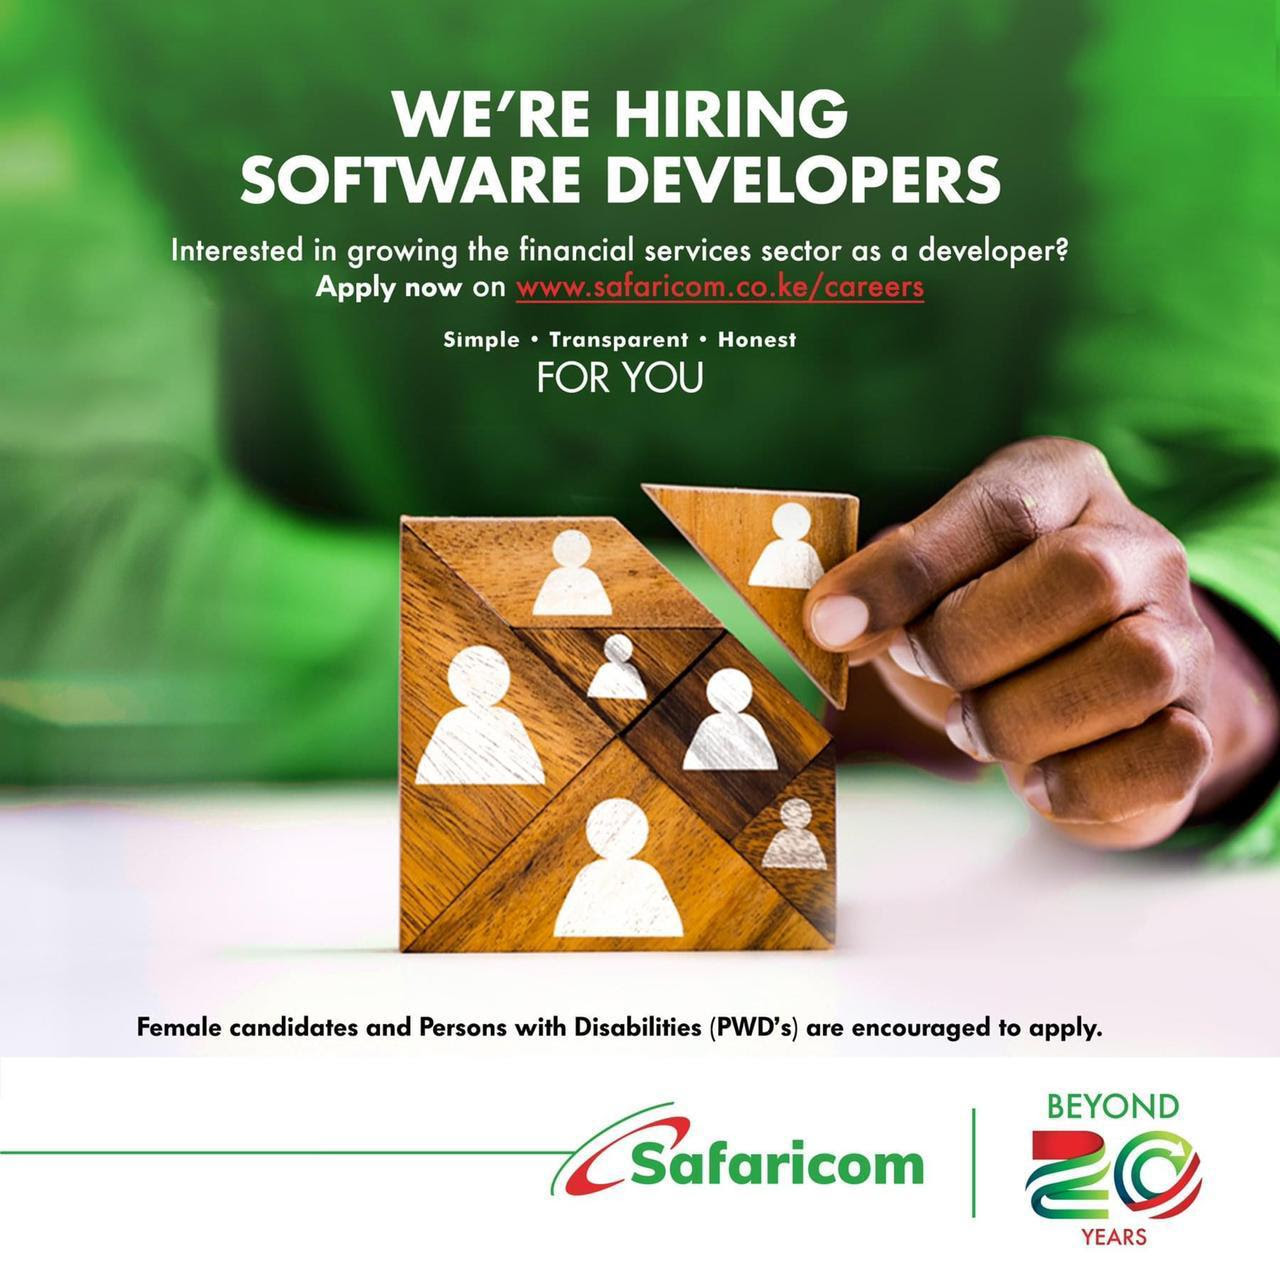 WE'RE HIRING
SOFTWARE DEVELOPERS
Interested in growing the financial services sector as a developer?
Apply now on www.safaricom.co.ke/careers
Simple • Transparent • Honest
FOR YOU
Female candidates and Persons with Disabilities (PWD's) are encouraged to apply.
Safaricom
BEYOND
20
YEARS